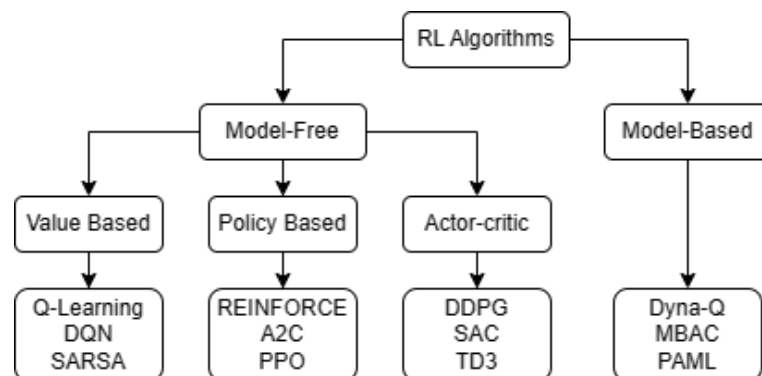 RL Algorithms
Model-Free
Model-Based
Value Based
Policy Based
Actor-critic
Q-Learning
DQN
SARSA
REINFORCE
A2C
PPO
DDPG
SAC
TD3
Dyna-Q
MBAC
PAML